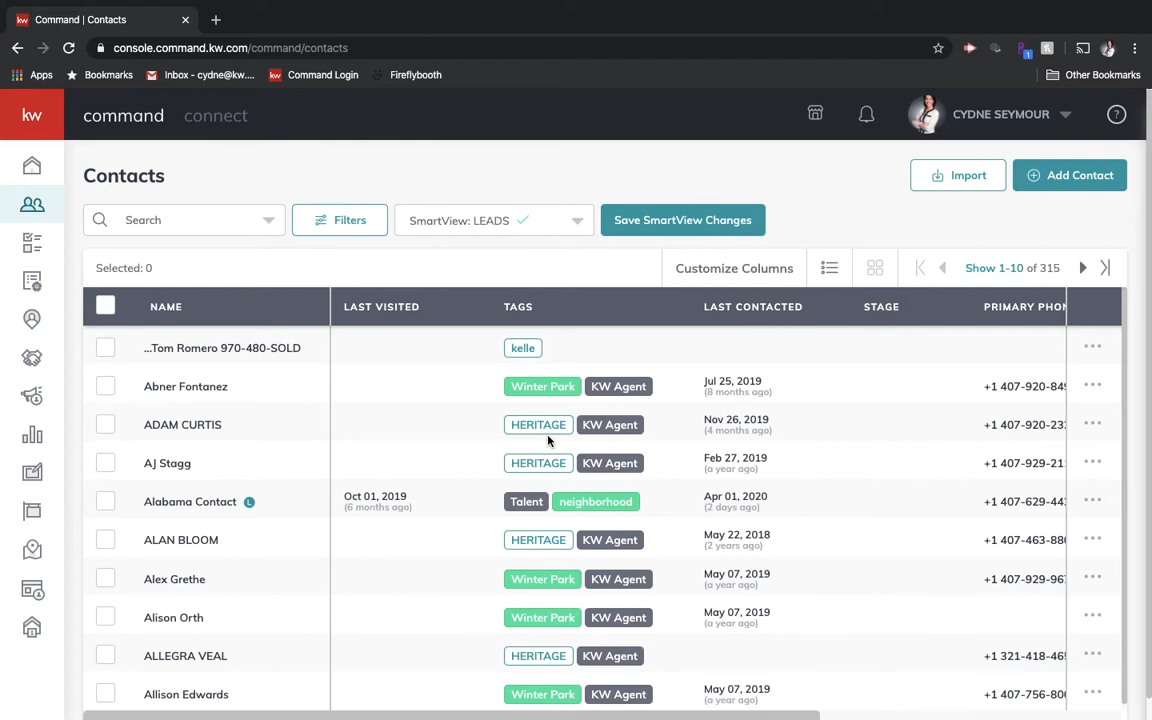 kw Command | Contacts
console.command.kw.com/command/contacts
1
Apps Bookmarks Inbox - cydne@kw.... kw Command Login Fireflybooth Other Bookmarks
kw command connect CYDNE SEYMOUR ?
Contacts Import Add Contact
Search Filters SmartView: LEADS Save SmartView Changes
Selected: 0 Customize Columns Show 1-10 of 315
NAME LAST VISITED TAGS LAST CONTACTED STAGE PRIMARY PHON
...Tom Romero 970-480-SOLD kelle
Abner Fontanez Winter Park KW Agent Jul 25, 2019 +1 407-920-849
(8 months ago)
ADAM CURTIS HERITAGE KW Agent Nov 26, 2019 +1 407-920-23
(4 months ago)
AJ Stagg HERITAGE KW Agent Feb 27, 2019 +1 407-929-21
(a year ago)
Alabama Contact L Oct 01, 2019 Talent neighborhood Apr 01, 2020 +1 407-629-44
(6 months ago) (2 days ago)
ALAN BLOOM HERITAGE KW Agent May 22, 2018 +1 407-463-88
(2 years ago)
Alex Grethe Winter Park KW Agent May 07, 2019 +1 407-929-96
(a year ago)
Alison Orth Winter Park KW Agent May 07, 2019
(a year ago)
ALLEGRA VEAL HERITAGE KW Agent +1 321-418-46
Allison Edwards Winter Park KW Agent May 07, 2019 +1 407-756-80
(a year ago)